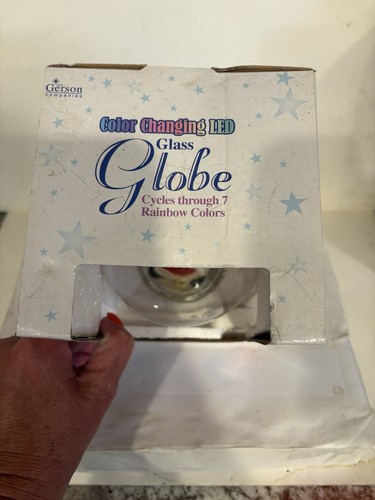 Gerson
companies
Color Changing LED
Glass
Globe
Cycles through 7
Rainbow Colors